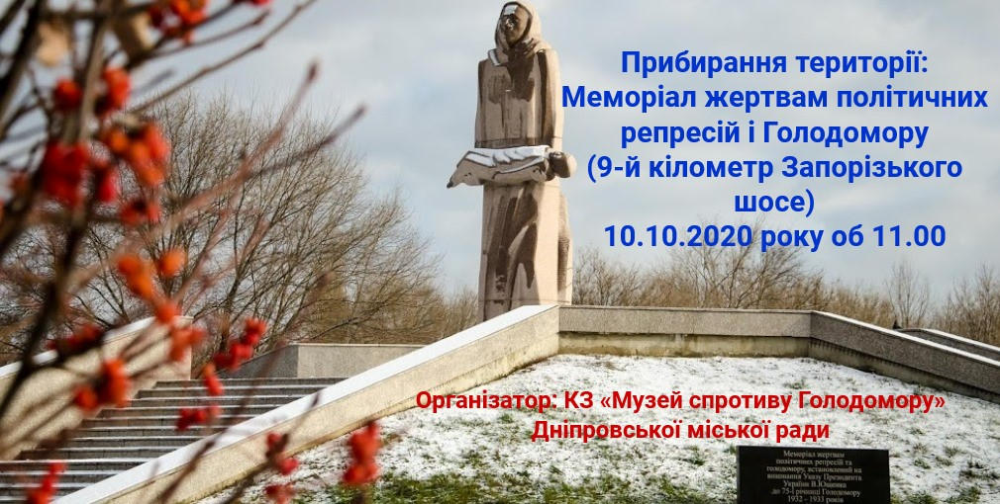 Прибирання території:
Меморіал жертвам політичних
репресій і Голодомору
(9-й кілометр Запорізького
шосе)
10.10.2020 року об 11.00
Організатор: КЗ «Музей спротиву Голодомору»
Дніпровської міської ради
Меморіал жертвам
політичних репресій та
голодомору, встановлений на
виконання Указу Президента
України В.Ющенка
до 75-ї річниці Голодомору
1932 - 1933 років